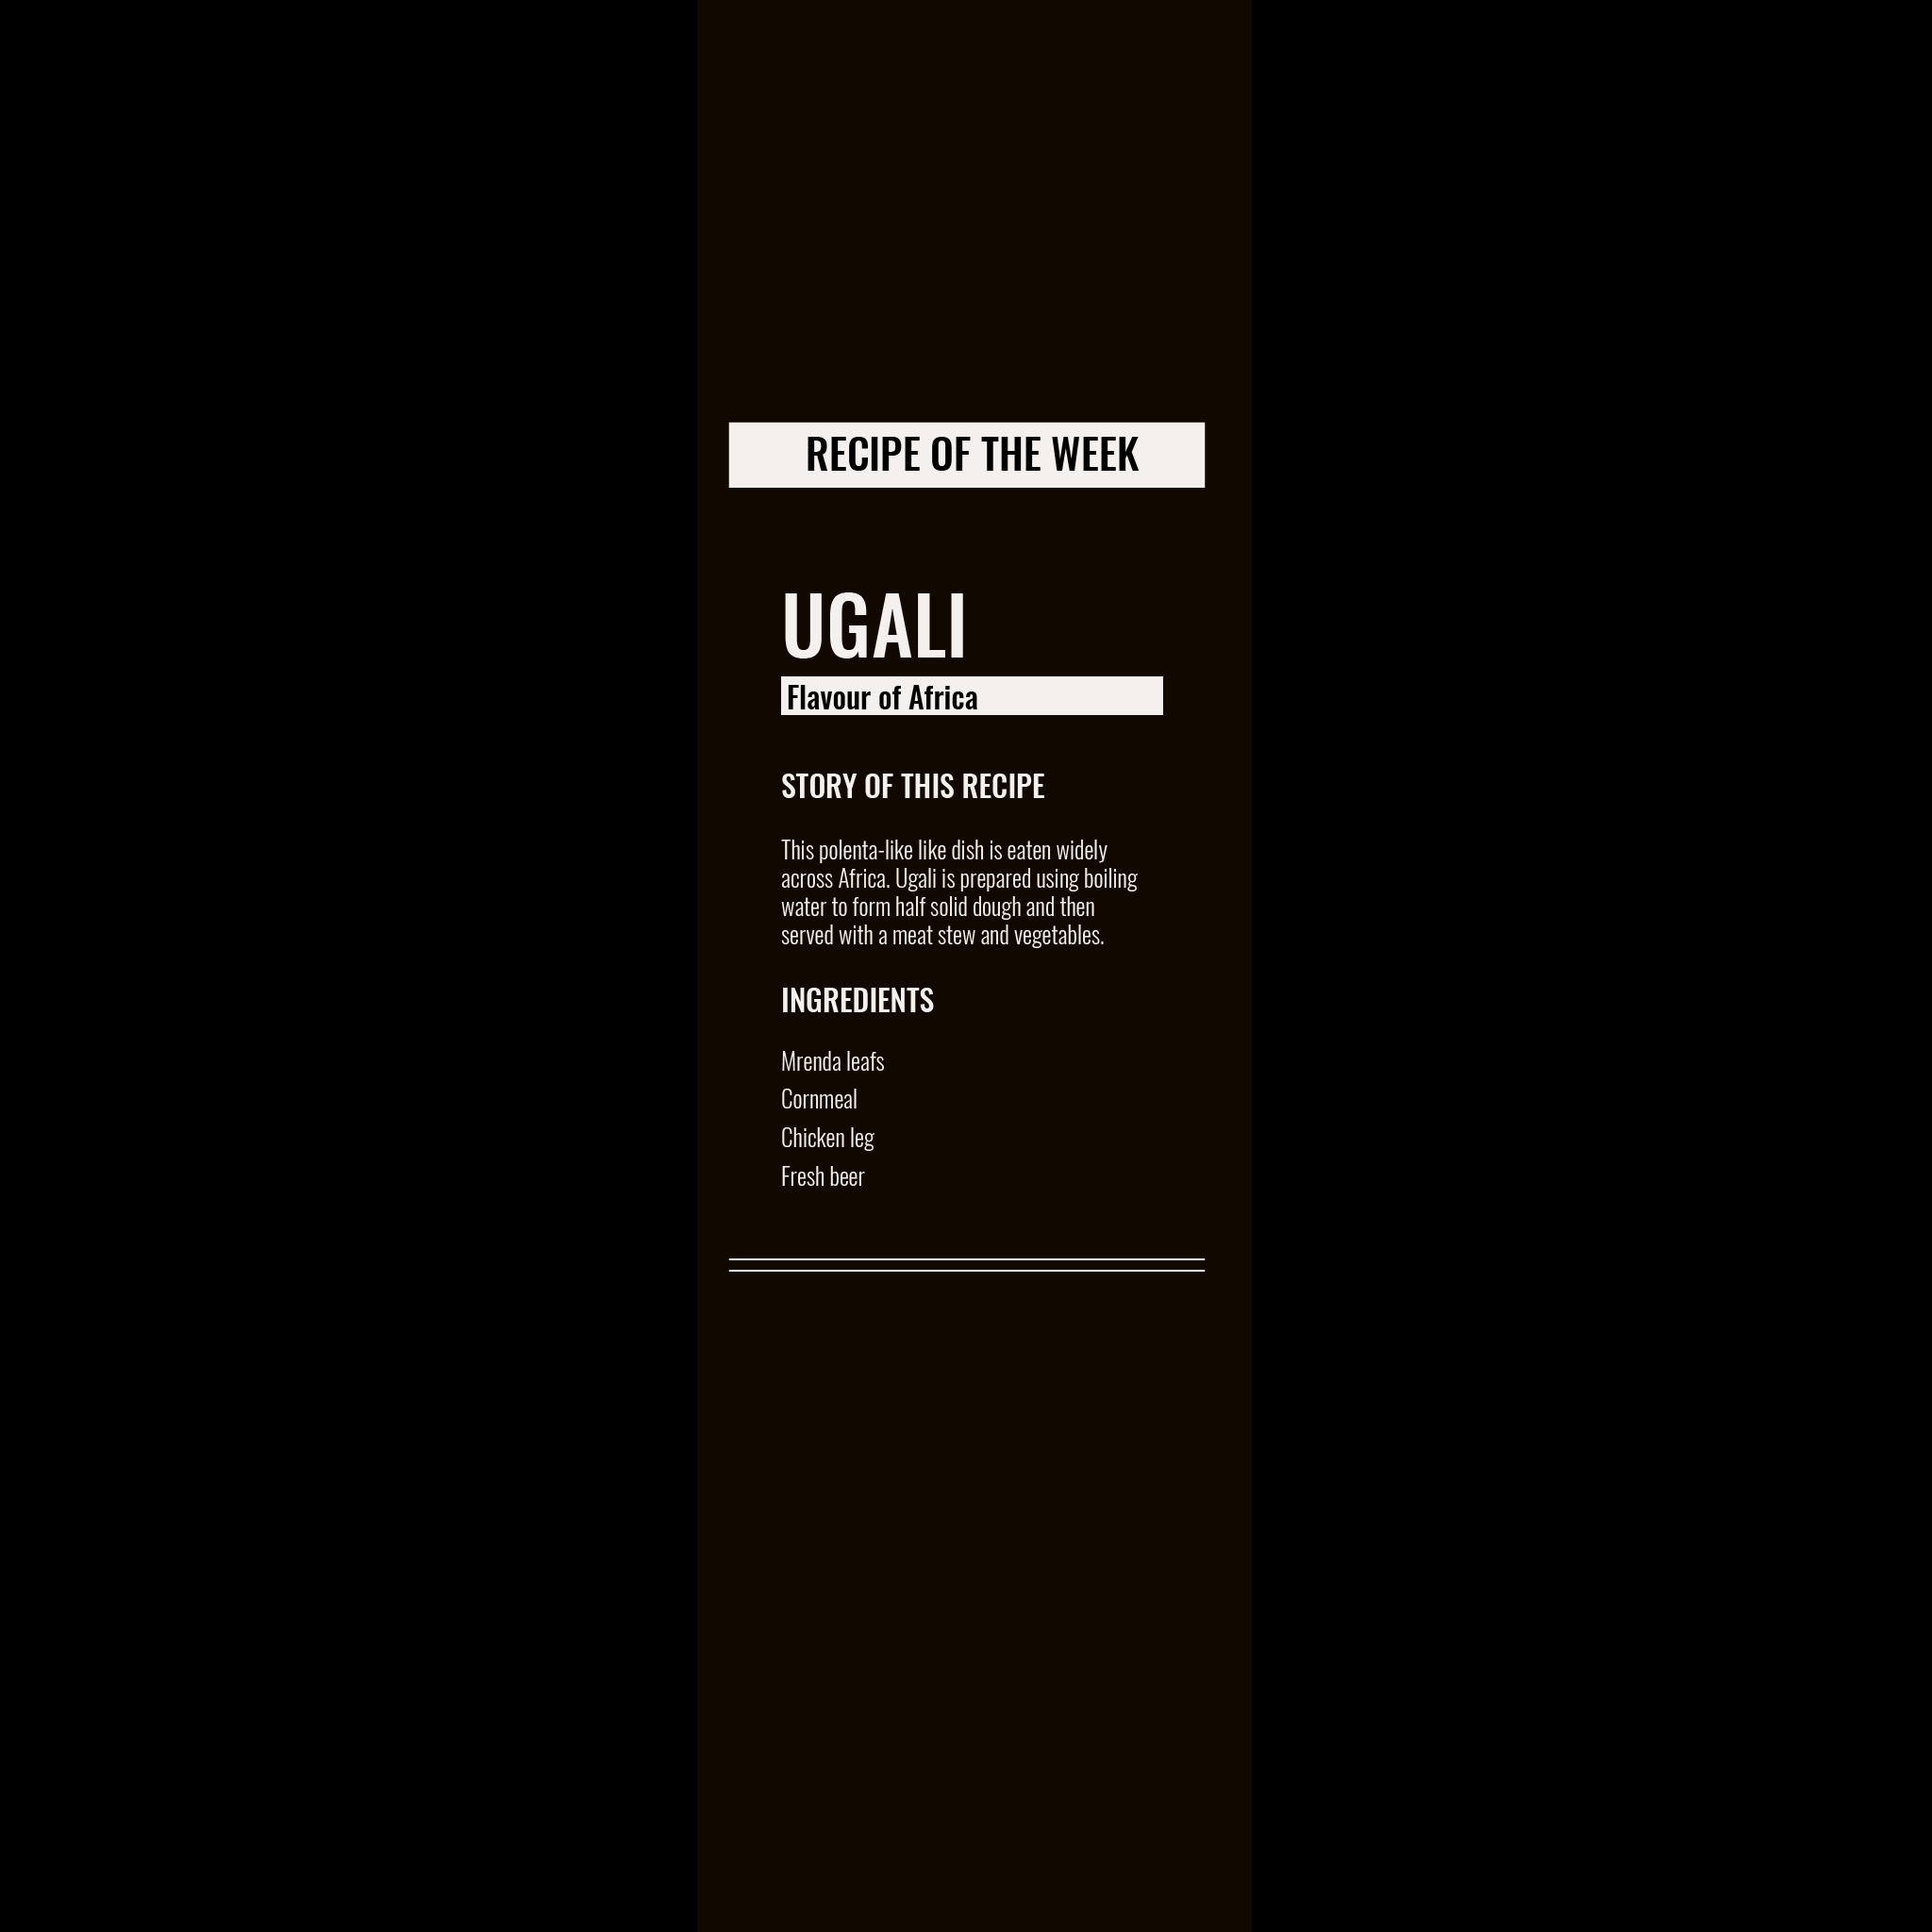 RECIPE OF THE WEEK
UGALI
Flavour of Africa
STORY OF THIS RECIPE
This polenta-like like dish is eaten widely
across Africa. Ugali is prepared using boiling
water to form half solid dough and then
served with a meat stew and vegetables.
INGREDIENTS
Mrenda leafs
Cornmeal
Chicken leg
Fresh beer